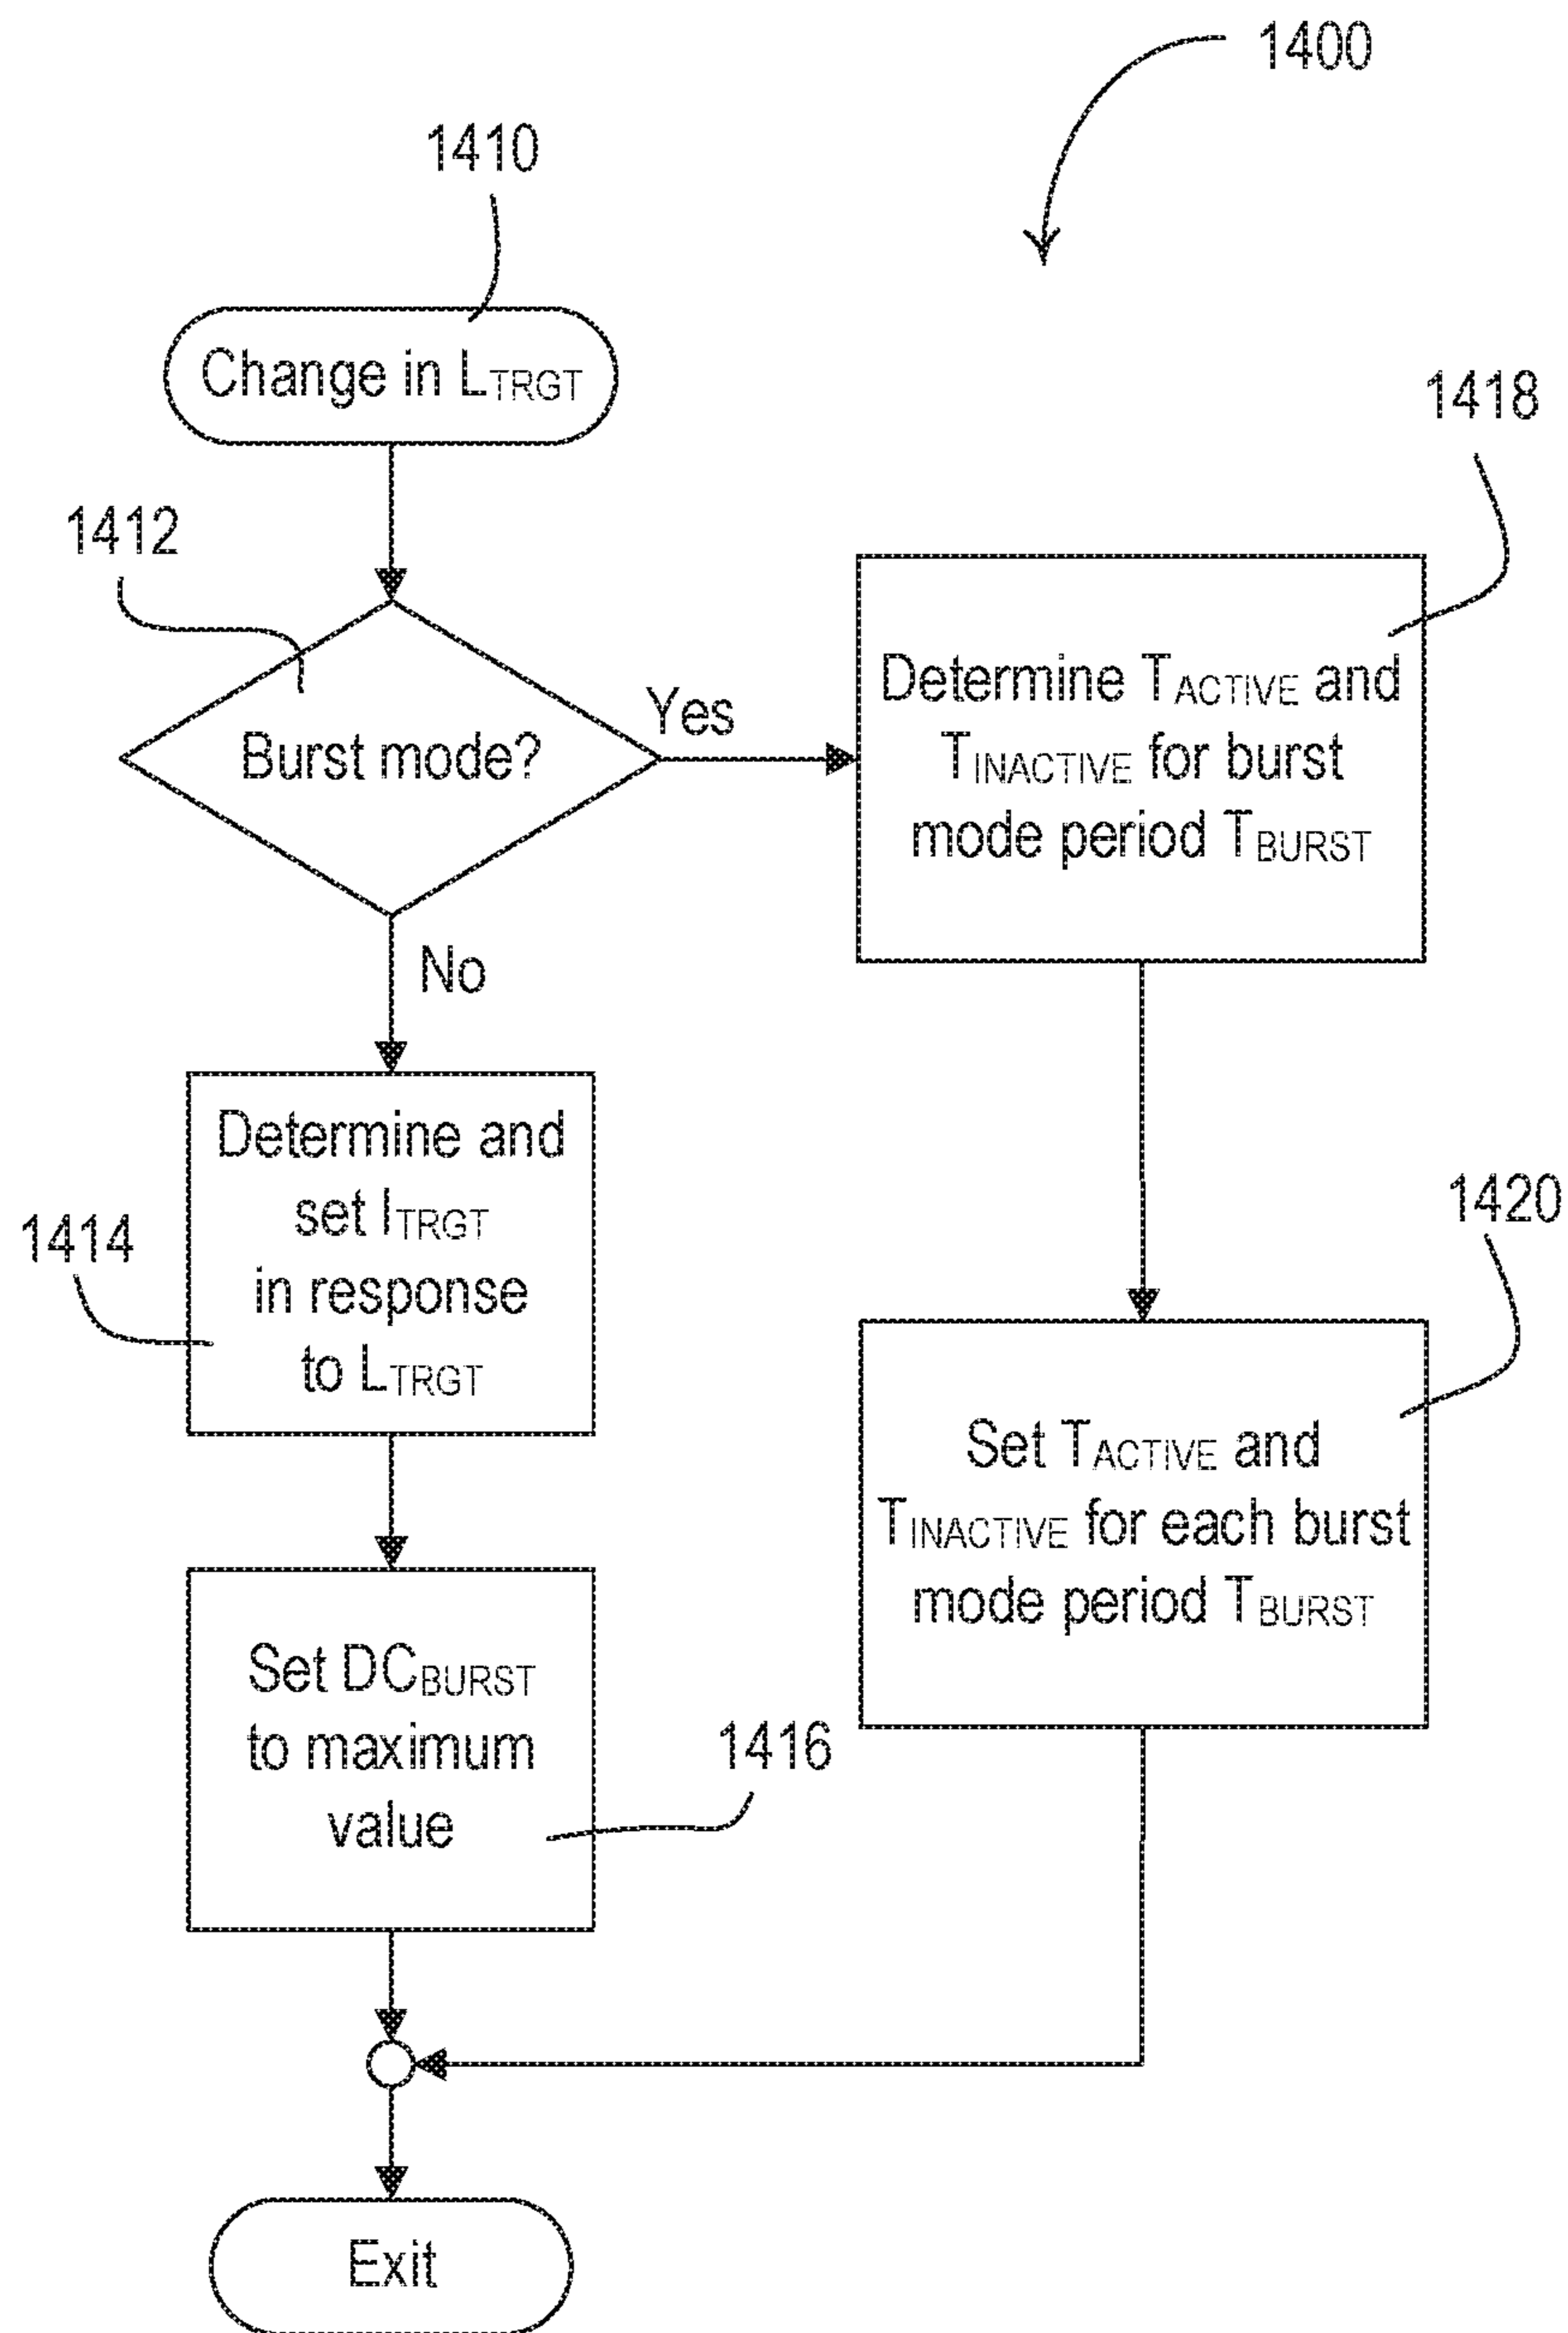 1400
1410
Change in LTRGT
1412
Burst mode?
Yes
No
1418
Determine TACTIVE and
TINACTIVE for burst
mode period TBURST
1414
Determine and
set ITRGT
in response
to LTRGT
1420
Set TACTIVE and
TINACTIVE for each burst
mode period TBURST
Set DCBURST
to maximum
value
1416
Exit